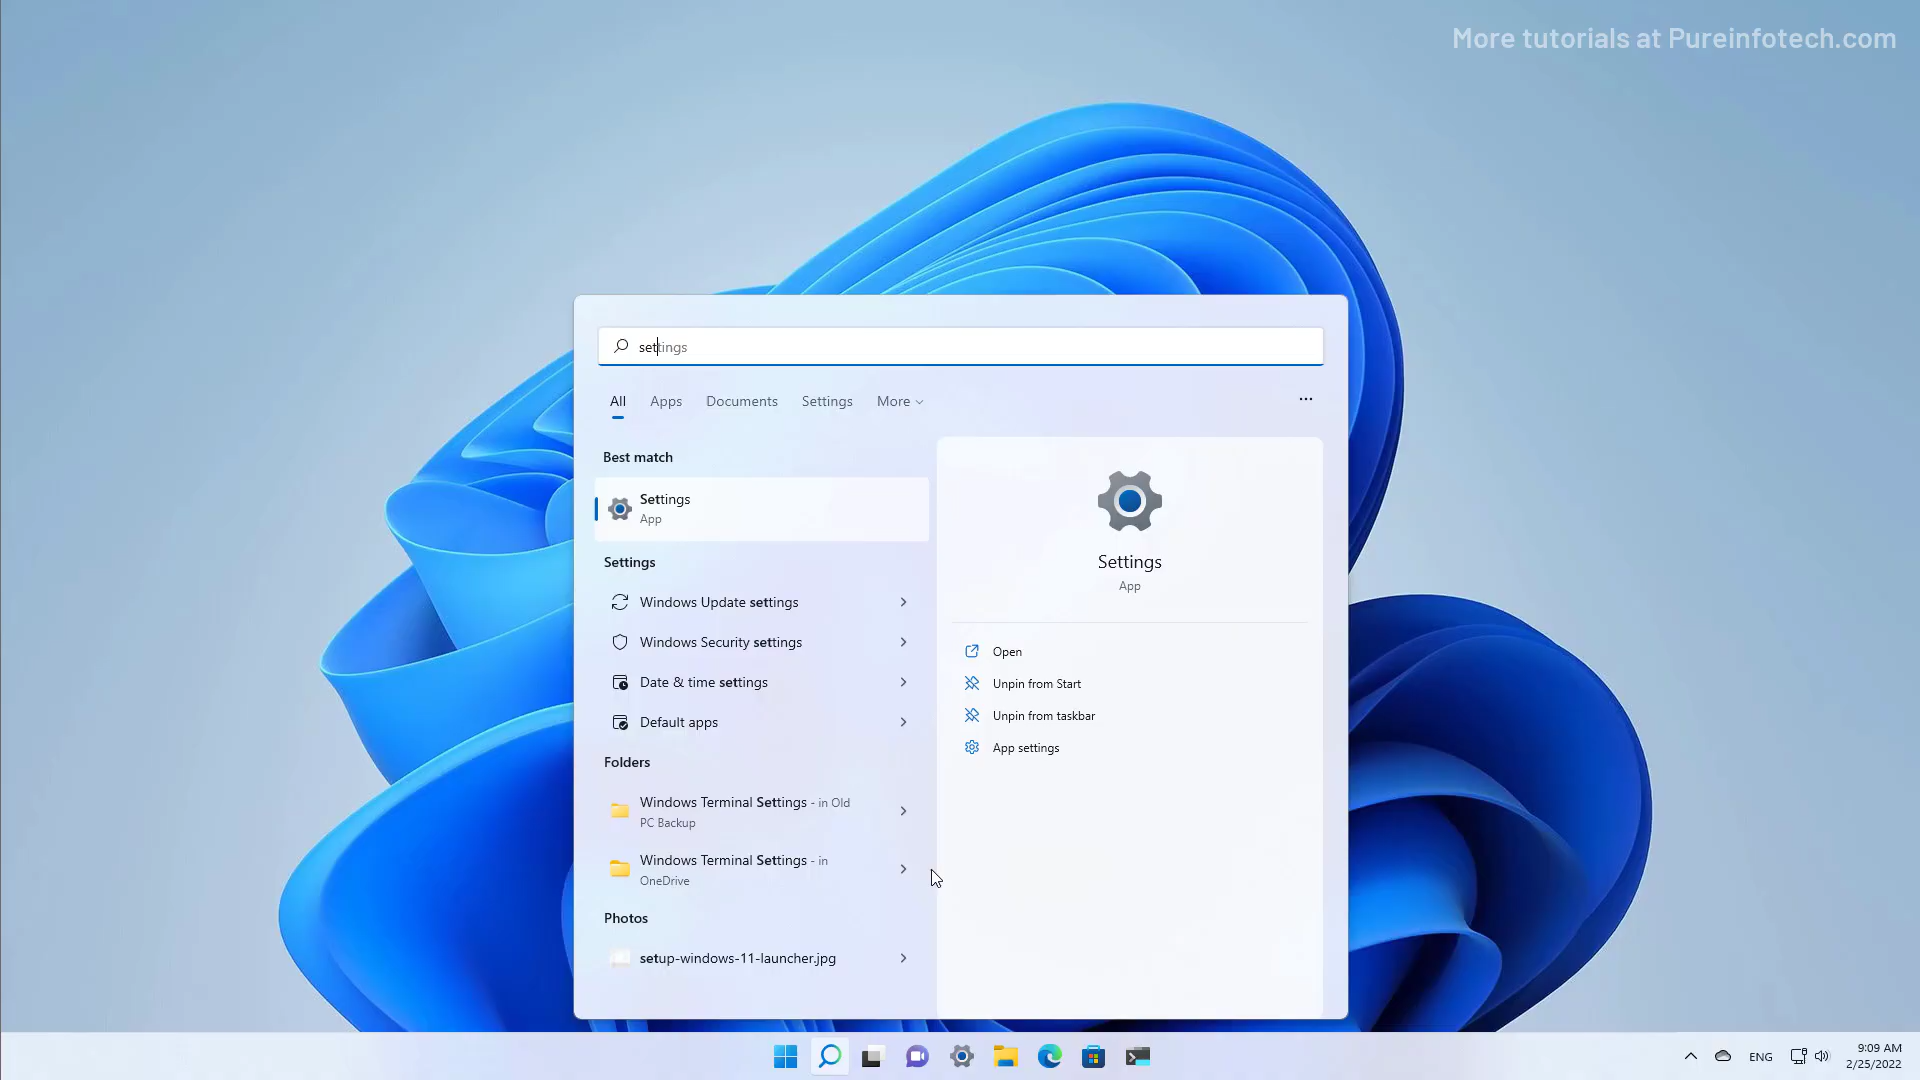 More tutorials at Pureinfotech.com
settings
All Apps Documents Settings More
Best match
Settings
App
Settings
Windows Update settings
Windows Security settings
Date & time settings
Default apps
Folders
Windows Terminal Settings - in Old
PC Backup
Windows Terminal Settings - in
OneDrive
Photos
setup-windows-11-launcher.jpg
Settings
App
Open
Unpin from Start
Unpin from taskbar
App settings
ENG
9:09 AM
2/25/2022